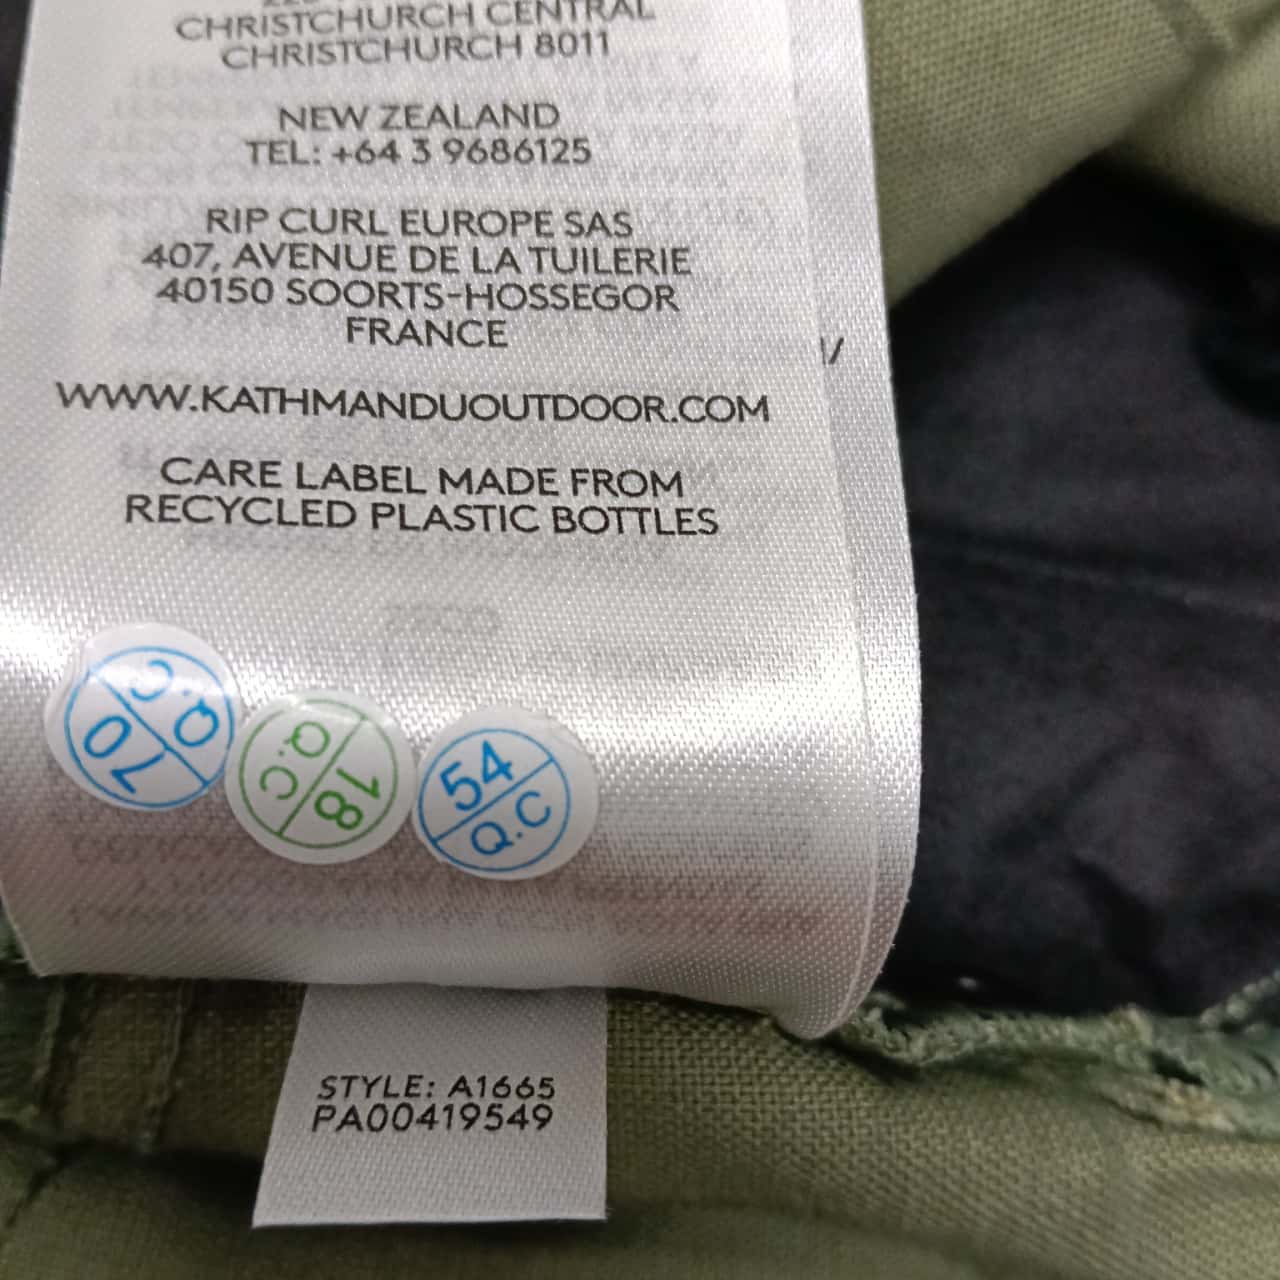 CHRISTCHURCH CENTRAL
CHRISTCHURCH 8011
NEW ZEALAND
TEL: +64 3 9686125
RIP CURL EUROPE SAS
407, AVENUE DE LA TUILERIE
40150 SOORTS-HOSSEGOR
FRANCE
WWW.KATHMANDUOUTDOOR.COM
CARE LABEL MADE FROM
RECYCLED PLASTIC BOTTLES
Q.C
70
Q.C
18
54
Q.C
STYLE: A1665
PA00419549